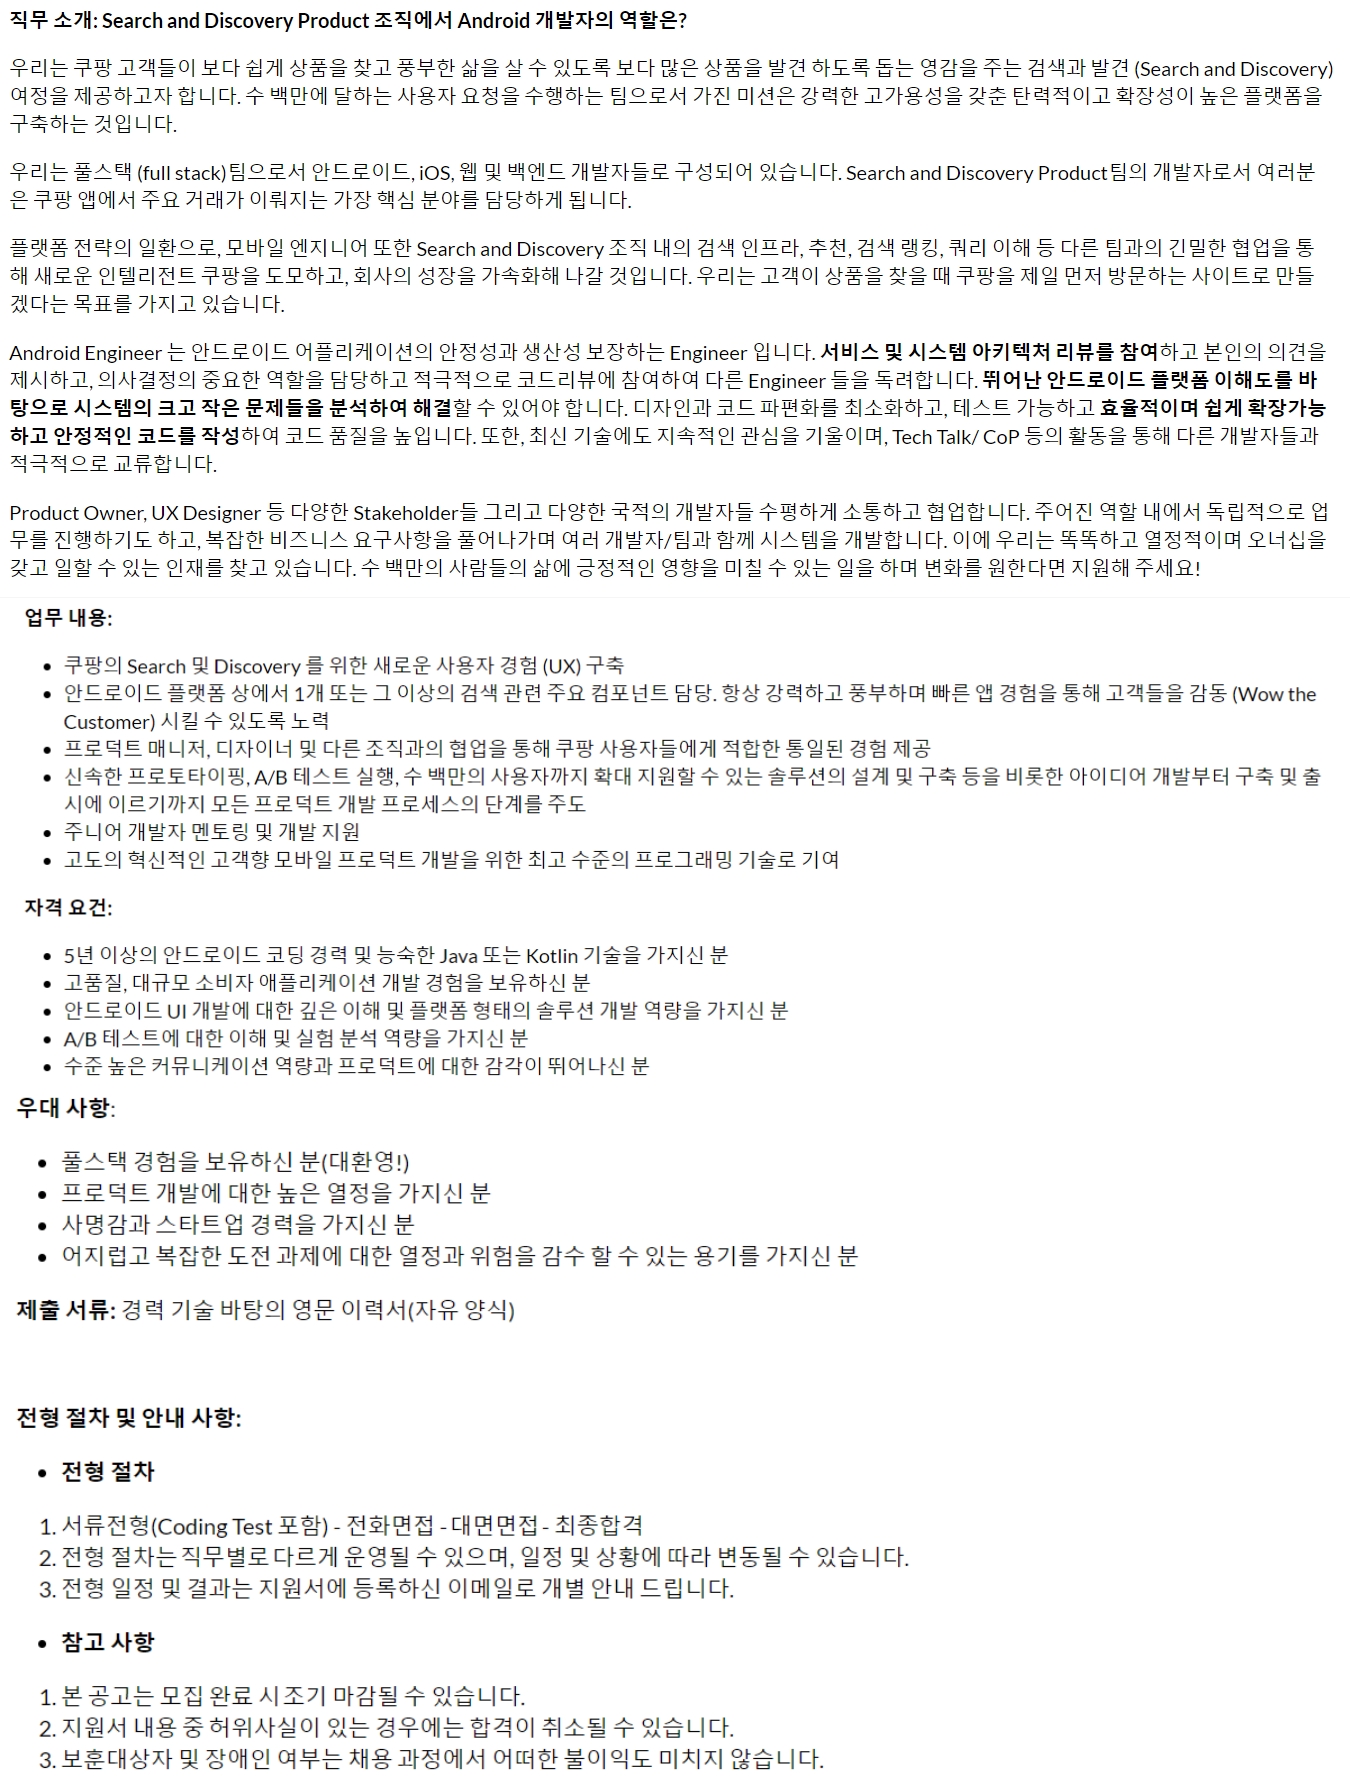 직무 소개: Search and Discovery Product 조직에서 Android 개발자의 역할은?
우리는 쿠팡 고객들이 보다 쉽게 상품을 찾고 풍부한 삶을 살 수 있도록 보다 많은 상품을 발견 하도록 돕는 영감을 주는 검색과 발견 (Search and Discovery)
여정을 제공하고자 합니다. 수 백만에 달하는 사용자 요청을 수행하는 팀으로서 가진 미션은 강력한 고가용성을 갖춘 탄력적이고 확장성이 높은 플랫폼을
구축하는 것입니다.
우리는 풀스택 (full stack)팀으로서 안드로이드, iOS, 웹 및 백엔드 개발자들로 구성되어 있습니다. Search and Discovery Product팀의 개발자로서 여러분
은 쿠팡 앱에서 주요 거래가 이뤄지는 가장 핵심 분야를 담당하게 됩니다.
플랫폼 전략의 일환으로, 모바일 엔지니어 또한 Search and Discovery 조직 내의 검색 인프라, 추천, 검색 랭킹, 쿼리 이해 등 다른 팀과의 긴밀한 협업을 통
해 새로운 인텔리전트 쿠팡을 도모하고, 회사의 성장을 가속화해 나갈 것입니다. 우리는 고객이 상품을 찾을 때 쿠팡을 제일 먼저 방문하는 사이트로 만들
겠다는 목표를 가지고 있습니다.
Android Engineer 는 안드로이드 어플리케이션의 안정성과 생산성 보장하는 Engineer 입니다. 서비스 및 시스템 아키텍처 리뷰를 참여하고 본인의 의견을
제시하고, 의사결정의 중요한 역할을 담당하고 적극적으로 코드리뷰에 참여하여 다른 Engineer 들을 독려합니다. 뛰어난 안드로이드 플랫폼 이해도를 바
탕으로 시스템의 크고 작은 문제들을 분석하여 해결할 수 있어야 합니다. 디자인과 코드 파편화를 최소화하고, 테스트 가능하고 효율적이며 쉽게 확장가능
하고 안정적인 코드를 작성하여 코드 품질을 높입니다. 또한, 최신 기술에도 지속적인 관심을 기울이며, Tech Talk/ CoP 등의 활동을 통해 다른 개발자들과
적극적으로 교류합니다.
Product Owner, UX Designer 등 다양한 Stakeholder들 그리고 다양한 국적의 개발자들 수평하게 소통하고 협업합니다. 주어진 역할 내에서 독립적으로 업
무를 진행하기도 하고, 복잡한 비즈니스 요구사항을 풀어나가며 여러 개발자/팀과 함께 시스템을 개발합니다. 이에 우리는 똑똑하고 열정적이며 오너십을
갖고 일할 수 있는 인재를 찾고 있습니다. 수 백만의 사람들의 삶에 긍정적인 영향을 미칠 수 있는 일을 하며 변화를 원한다면 지원해 주세요!
업무 내용:
• 쿠팡의 Search 및 Discovery 를 위한 새로운 사용자 경험 (UX) 구축
• 안드로이드 플랫폼 상에서 1개 또는 그 이상의 검색 관련 주요 컴포넌트 담당. 항상 강력하고 풍부하며 빠른 앱 경험을 통해 고객들을 감동 (Wow the
Customer) 시킬 수 있도록 노력
• 프로덕트 매니저, 디자이너 및 다른 조직과의 협업을 통해 쿠팡 사용자들에게 적합한 통일된 경험 제공
• 신속한 프로토타이핑, A/B 테스트 실행, 수 백만의 사용자까지 확대 지원할 수 있는 솔루션의 설계 및 구축 등을 비롯한 아이디어 개발부터 구축 및 출
시에 이르기까지 모든 프로덕트 개발 프로세스의 단계를 주도
• 주니어 개발자 멘토링 및 개발 지원
• 고도의 혁신적인 고객향 모바일 프로덕트 개발을 위한 최고 수준의 프로그래밍 기술로 기여
자격 요건:
• 5년 이상의 안드로이드 코딩 경력 및 능숙한 Java 또는 Kotlin 기술을 가지신 분
• 고품질, 대규모 소비자 애플리케이션 개발 경험을 보유하신 분
• 안드로이드 UI 개발에 대한 깊은 이해 및 플랫폼 형태의 솔루션 개발 역량을 가지신 분
• A/B 테스트에 대한 이해 및 실험 분석 역량을 가지신 분
• 수준 높은 커뮤니케이션 역량과 프로덕트에 대한 감각이 뛰어나신 분
우대 사항:
• 풀스택 경험을 보유하신 분(대환영!)
• 프로덕트 개발에 대한 높은 열정을 가지신 분
• 사명감과 스타트업 경력을 가지신 분
• 어지럽고 복잡한 도전 과제에 대한 열정과 위험을 감수 할 수 있는 용기를 가지신 분
제출 서류: 경력 기술 바탕의 영문 이력서(자유 양식)
전형 절차 및 안내 사항:
• 전형 절차
1. 서류전형(Coding Test 포함) - 전화면접 - 대면면접 - 최종합격
2. 전형 절차는 직무별로 다르게 운영될 수 있으며, 일정 및 상황에 따라 변동될 수 있습니다.
3. 전형 일정 및 결과는 지원서에 등록하신 이메일로 개별 안내 드립니다.
• 참고 사항
1. 본 공고는 모집 완료 시 조기 마감될 수 있습니다.
2. 지원서 내용 중 허위사실이 있는 경우에는 합격이 취소될 수 있습니다.
3. 보훈대상자 및 장애인 여부는 채용 과정에서 어떠한 불이익도 미치지 않습니다.